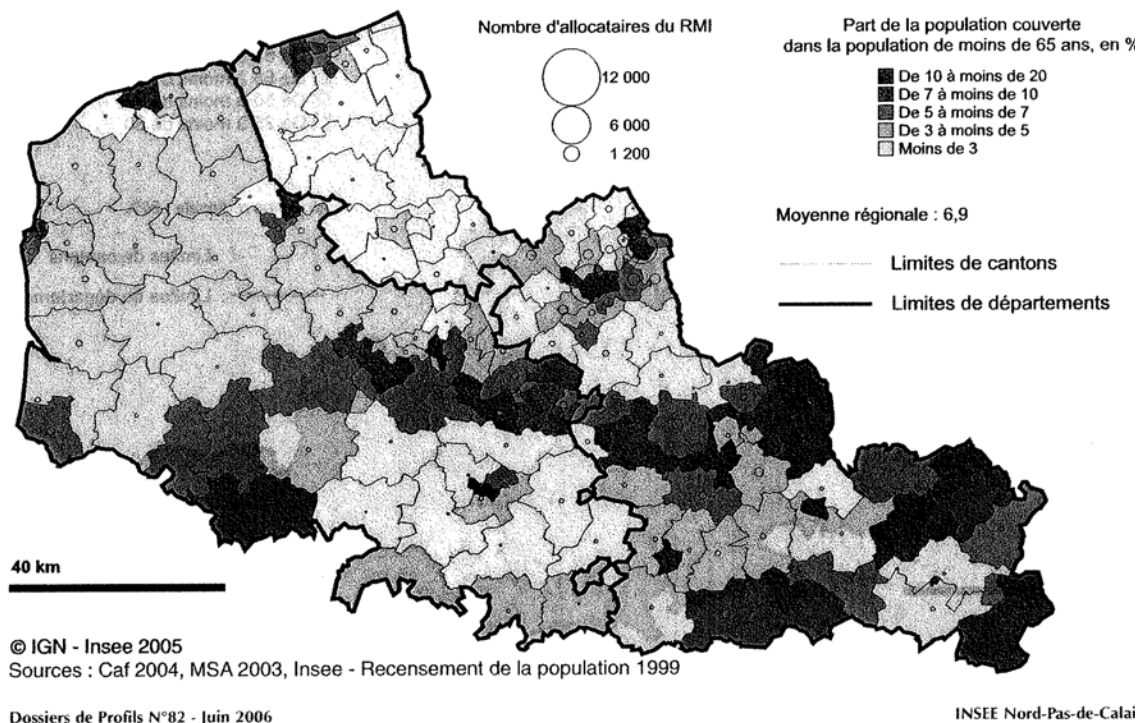 Nombre d'allocataires du RMI
12 000
6 000
1 200
Part de la population couverte
dans la population de moins de 65 ans, en %
De 10 à moins de 20
De 7 à moins de 10
De 5 à moins de 7
De 3 à moins de 5
Moins de 3
Moyenne régionale : 6,9
Limites de cantons
Limites de départements
40 km
© IGN - Insee 2005
Sources : Caf 2004, MSA 2003, Insee - Recensement de la population 1999
Dossiers de Profils N°82 - Juin 2006
INSEE Nord-Pas-de-Calai